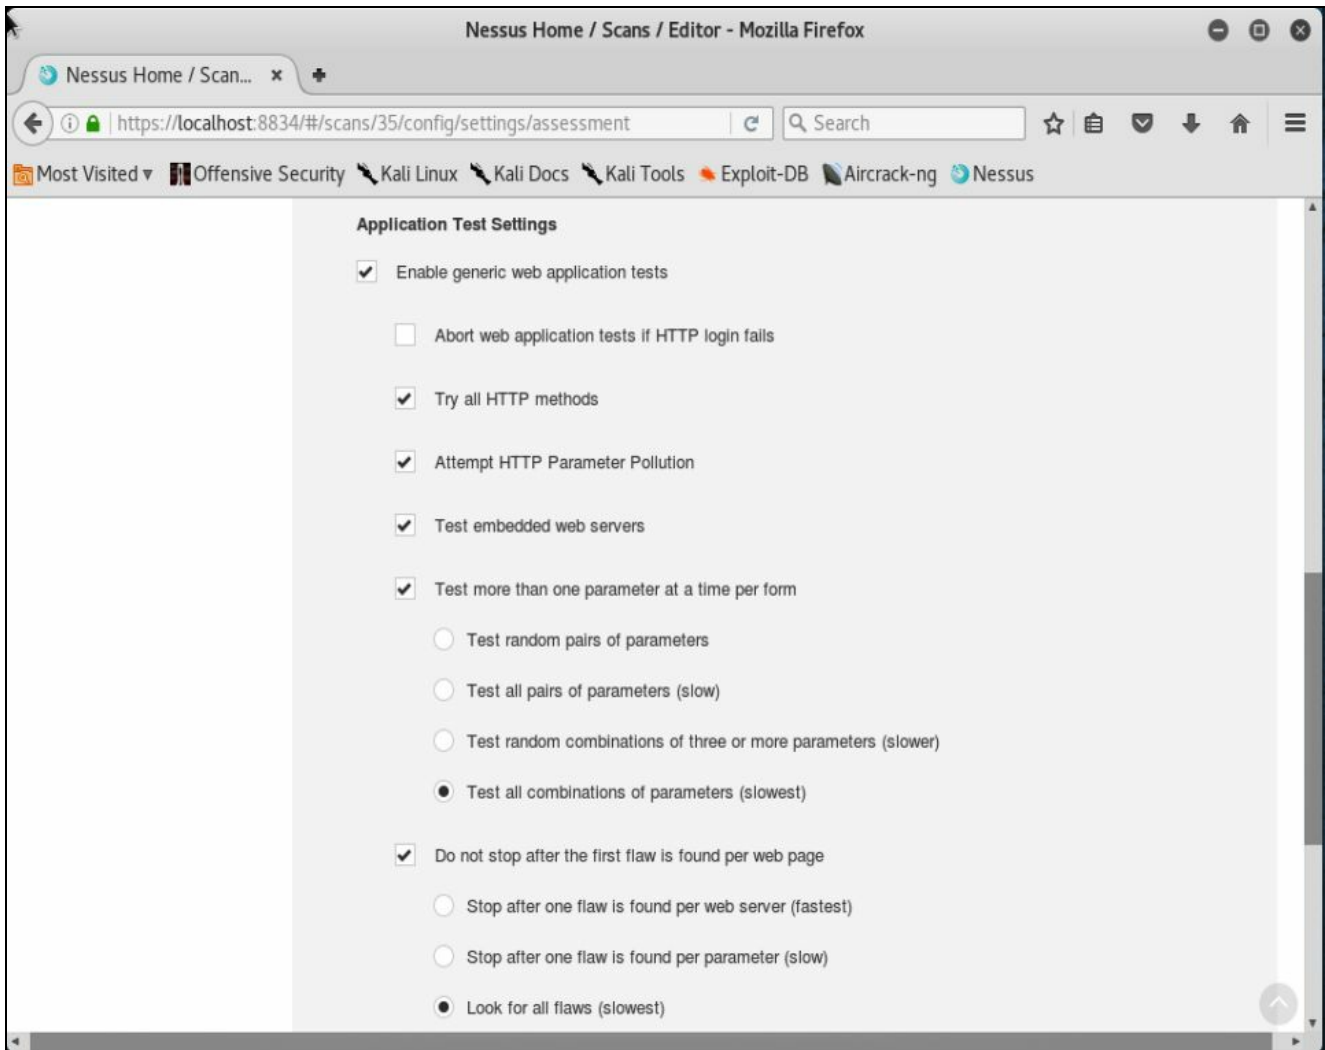 Nessus Home / Scans / Editor - Mozilla Firefox
Nessus Home / Scan...
https://localhost:8834/#/scans/35/config/settings/assessment
Search
Most Visited Offensive Security Kali Linux Kali Docs Kali Tools Exploit-DB Aircrack-ng Nessus
Application Test Settings
Enable generic web application tests
Abort web application tests if HTTP login fails
Try all HTTP methods
Attempt HTTP Parameter Pollution
Test embedded web servers
Test more than one parameter at a time per form
Test random pairs of parameters
Test all pairs of parameters (slow)
Test random combinations of three or more parameters (slower)
Test all combinations of parameters (slowest)
Do not stop after the first flaw is found per web page
Stop after one flaw is found per web server (fastest)
Stop after one flaw is found per parameter (slow)
Look for all flaws (slowest)